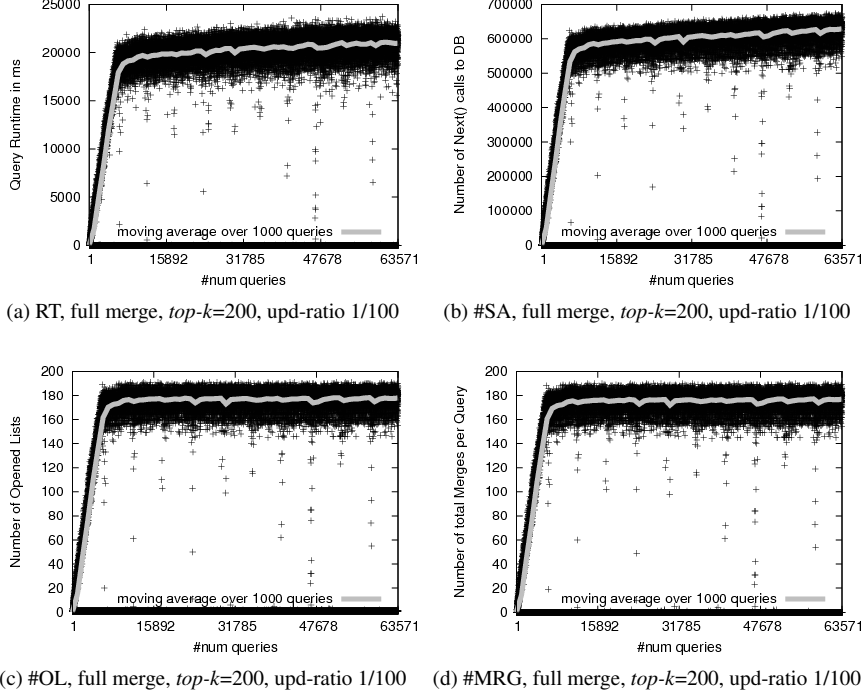 25000
20000
15000
10000
5000
0
Query Runtime in ms
moving average over 1000 queries
1 15892 31785 47678 63571
#num queries
(a) RT, full merge, top-k=200, upd-ratio 1/100
700000
600000
500000
400000
300000
200000
100000
0
Number of Next() calls to DB
moving average over 1000 queries
1 15892 31785 47678 63571
#num queries
(b) #SA, full merge, top-k=200, upd-ratio 1/100
200
180
160
140
120
100
80
60
40
20
0
Number of Opened Lists
moving average over 1000 queries
1 15892 31785 47678 63571
#num queries
(c) #OL, full merge, top-k=200, upd-ratio 1/100
200
180
160
140
120
100
80
60
40
20
0
Number of total Merges per Query
moving average over 1000 queries
1 15892 31785 47678 63571
#num queries
(d) #MRG, full merge, top-k=200, upd-ratio 1/100